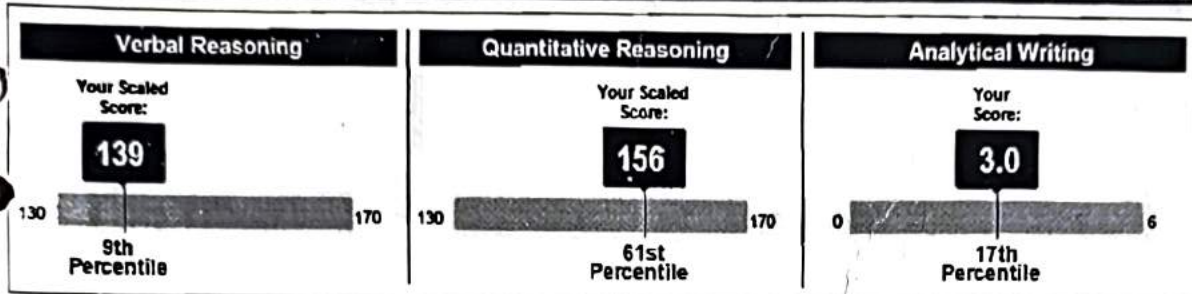 Verbal Reasoning
Your Scaled
Score:
139
130
170
9th
Percentile
Quantitative Reasoning
Your Scaled
Score:
156
130
170
61st
Percentile
Analytical Writing
Your
Score:
3.0
0
6
17th
Percentile